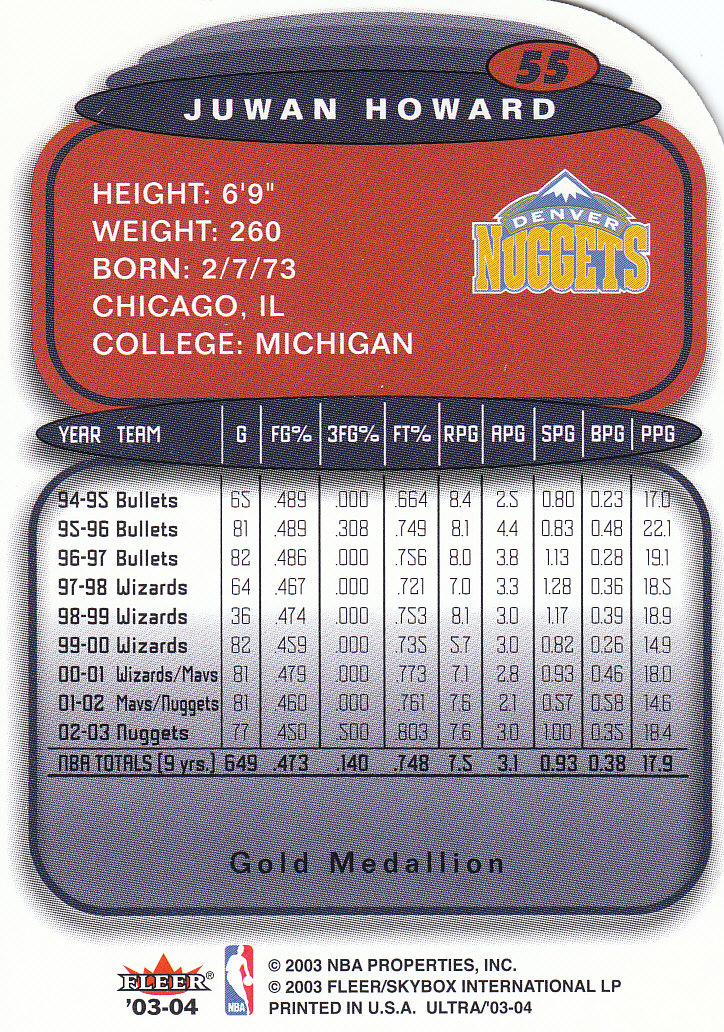 55
JUWAN HOWARD
HEIGHT: 6'9"
WEIGHT: 260
BORN: 2/7/73
CHICAGO, IL
COLLEGE: MICHIGAN
DENVER
NUGGETS
YEAR TEAM G FG% 3FG% FT% RPG APG SPG BPG PPG
94-95 Bullets 65 .489 .000 .664 8.4 2.5 0.80 0.23 17.0
95-96 Bullets 81 .489 .308 .749 8.1 4.4 0.83 0.48 22.1
96-97 Bullets 82 .486 .000 .756 8.0 3.8 1.13 0.28 19.1
97-98 Wizards 64 .467 .000 .721 7.0 3.3 1.28 0.36 18.5
98-99 Wizards 36 .474 .000 .753 8.1 3.0 1.17 0.39 18.9
99-00 Wizards 82 .459 .000 .735 5.7 3.0 0.82 0.26 14.9
00-01 Wizards/Mavs 81 .479 .000 .773 7.1 2.8 0.93 0.46 18.0
01-02 Mavs/Nuggets 81 .460 .000 .761 7.6 2.1 0.57 0.58 14.6
02-03 Nuggets 77 .450 .500 .803 7.6 3.0 1.00 0.35 18.4
NBA TOTALS (9 yrs.) 649 .473 .140 .748 7.5 3.1 0.93 0.38 17.9
Gold Medallion
FLEER®
'03-04
NBA
© 2003 NBA PROPERTIES, INC.
© 2003 FLEER/SKYBOX INTERNATIONAL LP
PRINTED IN U.S.A. ULTRA/'03-04